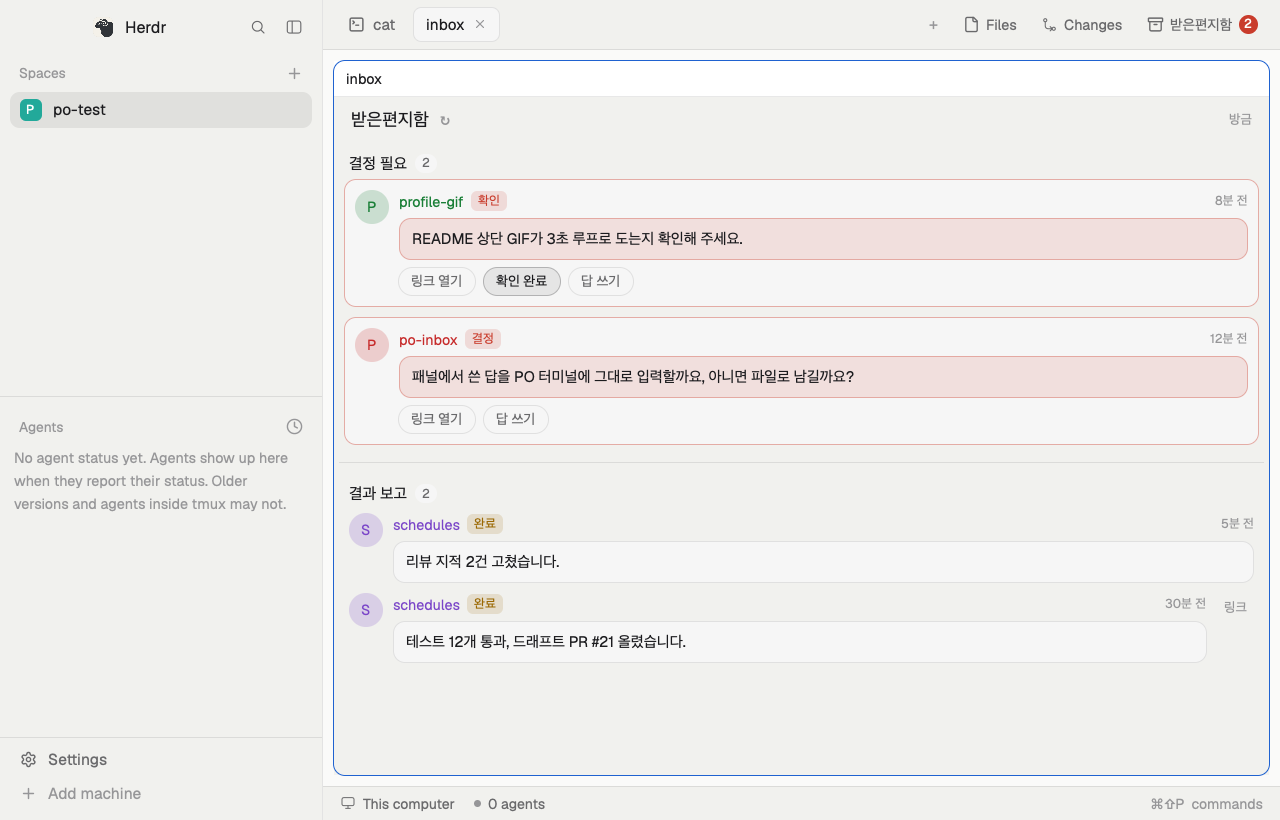 Herdr
Spaces
P po-test
Agents
No agent status yet. Agents show up here
when they report their status. Older
versions and agents inside tmux may not.
Settings
Add machine
cat
inbox
Files
Changes
받은편지함 2
inbox
받은편지함
방금
결정 필요 2
P
profile-gif 확인
8분 전
README 상단 GIF가 3초 루프로 도는지 확인해 주세요.
링크 열기 확인 완료 답 쓰기
P
po-inbox 결정
12분 전
패널에서 쓴 답을 PO 터미널에 그대로 입력할까요, 아니면 파일로 남길까요?
링크 열기 답 쓰기
결과 보고 2
S
schedules 완료
5분 전
리뷰 지적 2건 고쳤습니다.
S
schedules 완료
30분 전 링크
테스트 12개 통과, 드래프트 PR #21 올렸습니다.
This computer
0 agents
⌘⇧P commands